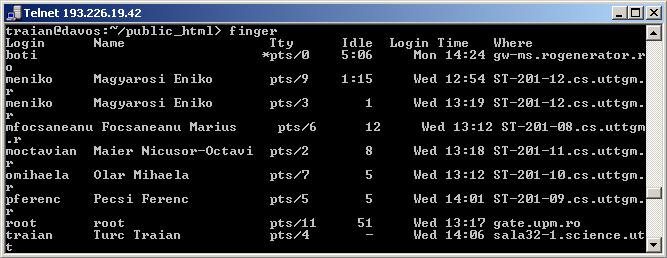 Telnet 193.226.19.42
traian@davos:~/public_html> finger
Login       Name                 Tty      Idle  Login Time   Where
boti                            *pts/0    5:06    Mon 14:24 gw-ms.rogenerator.r
o
meniko      Magyarosi Eniko      pts/9    1:15    Wed 12:54 ST-201-12.cs.uttgm.
r
meniko      Magyarosi Eniko      pts/3       1    Wed 13:19 ST-201-12.cs.uttgm.
r
mfocsaneanu Focsaneanu Marius     pts/6      12     Wed 13:12 ST-201-08.cs.uttgm
.r
moctavian   Maier Nicusor-Octavi  pts/2      8    Wed 13:18 ST-201-11.cs.uttgm.
r
omihaela    Olar Mihaela         pts/7       5    Wed 13:12 ST-201-10.cs.uttgm.
r
pferenc     Pecsi Ferenc         pts/5       5    Wed 14:01 ST-201-09.cs.uttgm.
r
root        root                 pts/11     51    Wed 13:17 gate.upm.ro
traian      Turc Traian          pts/4       -    Wed 14:06 sala32-1.science.ut
t